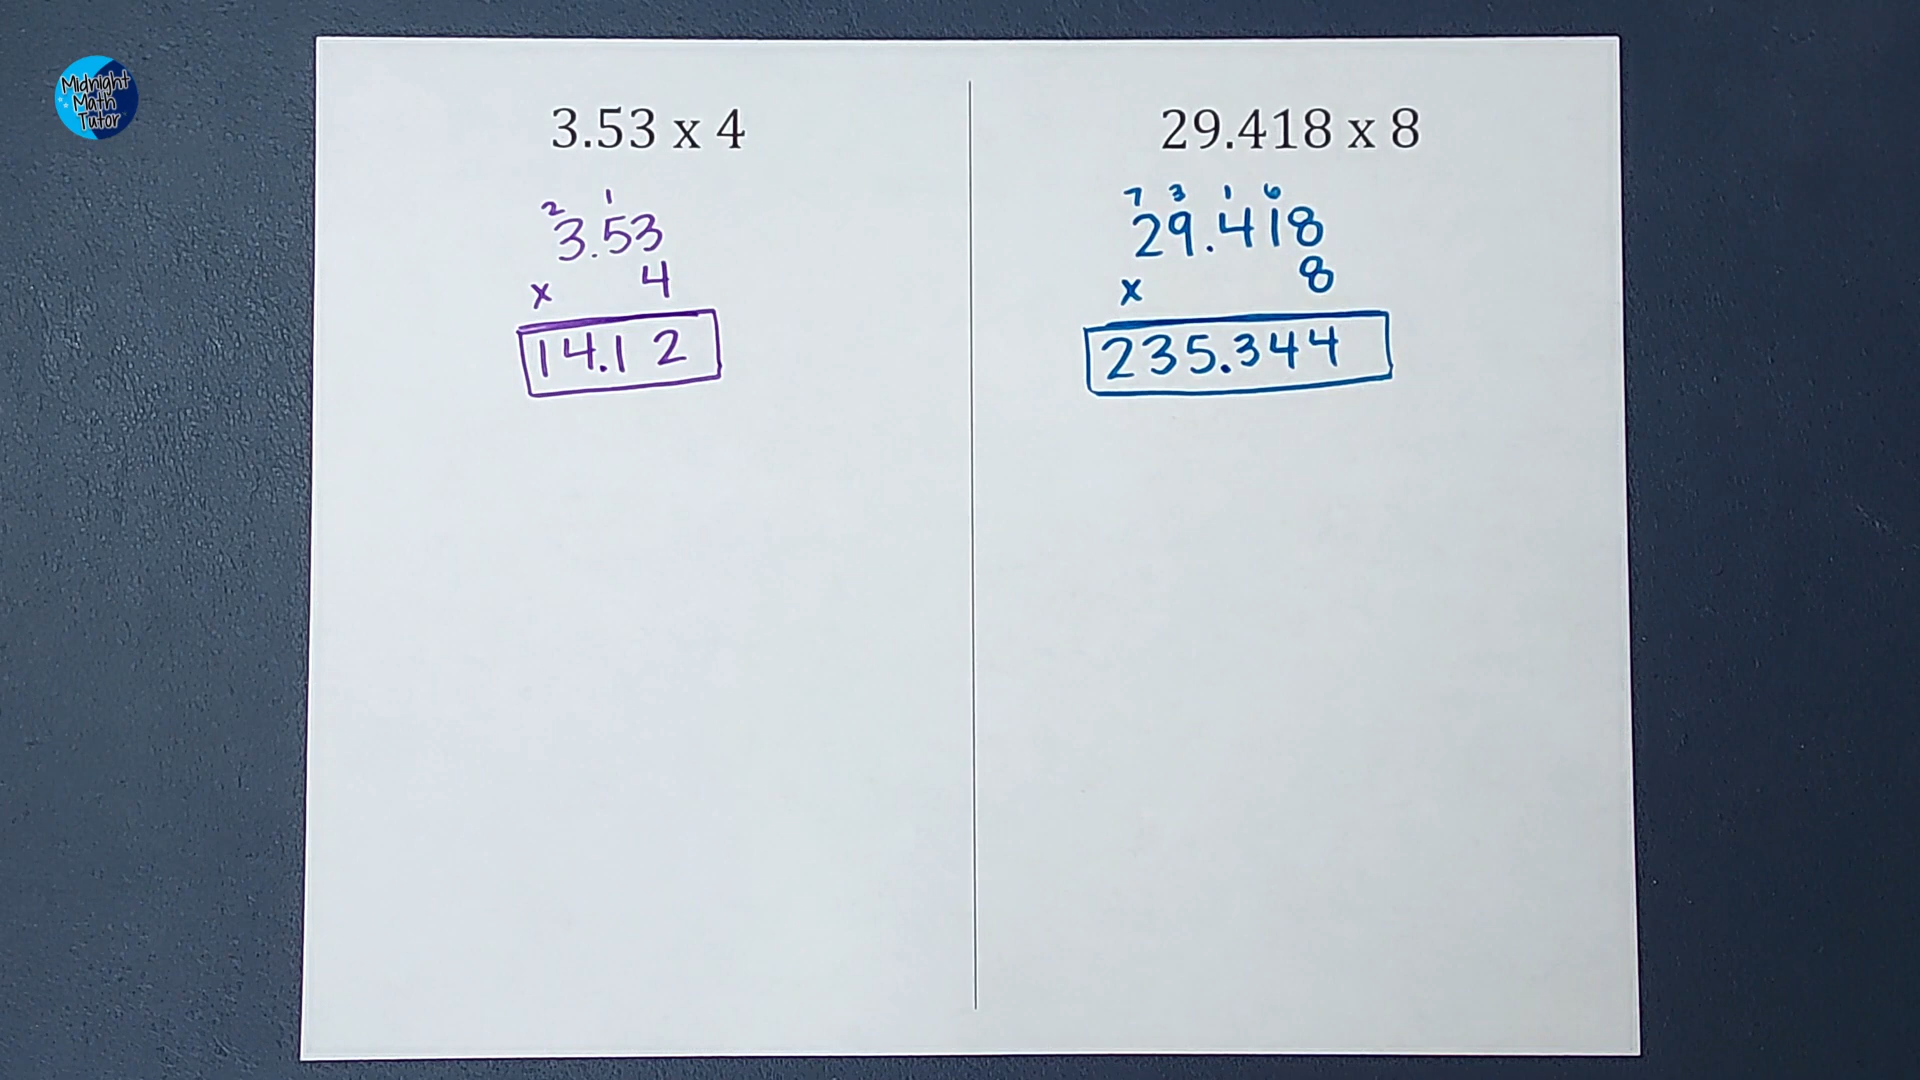 Midnight
Math
Tutor
3.53 x 4
2 1
3.53
x 4
14.12
29.418 x 8
7 3 1 6
29.418
x 8
235.344